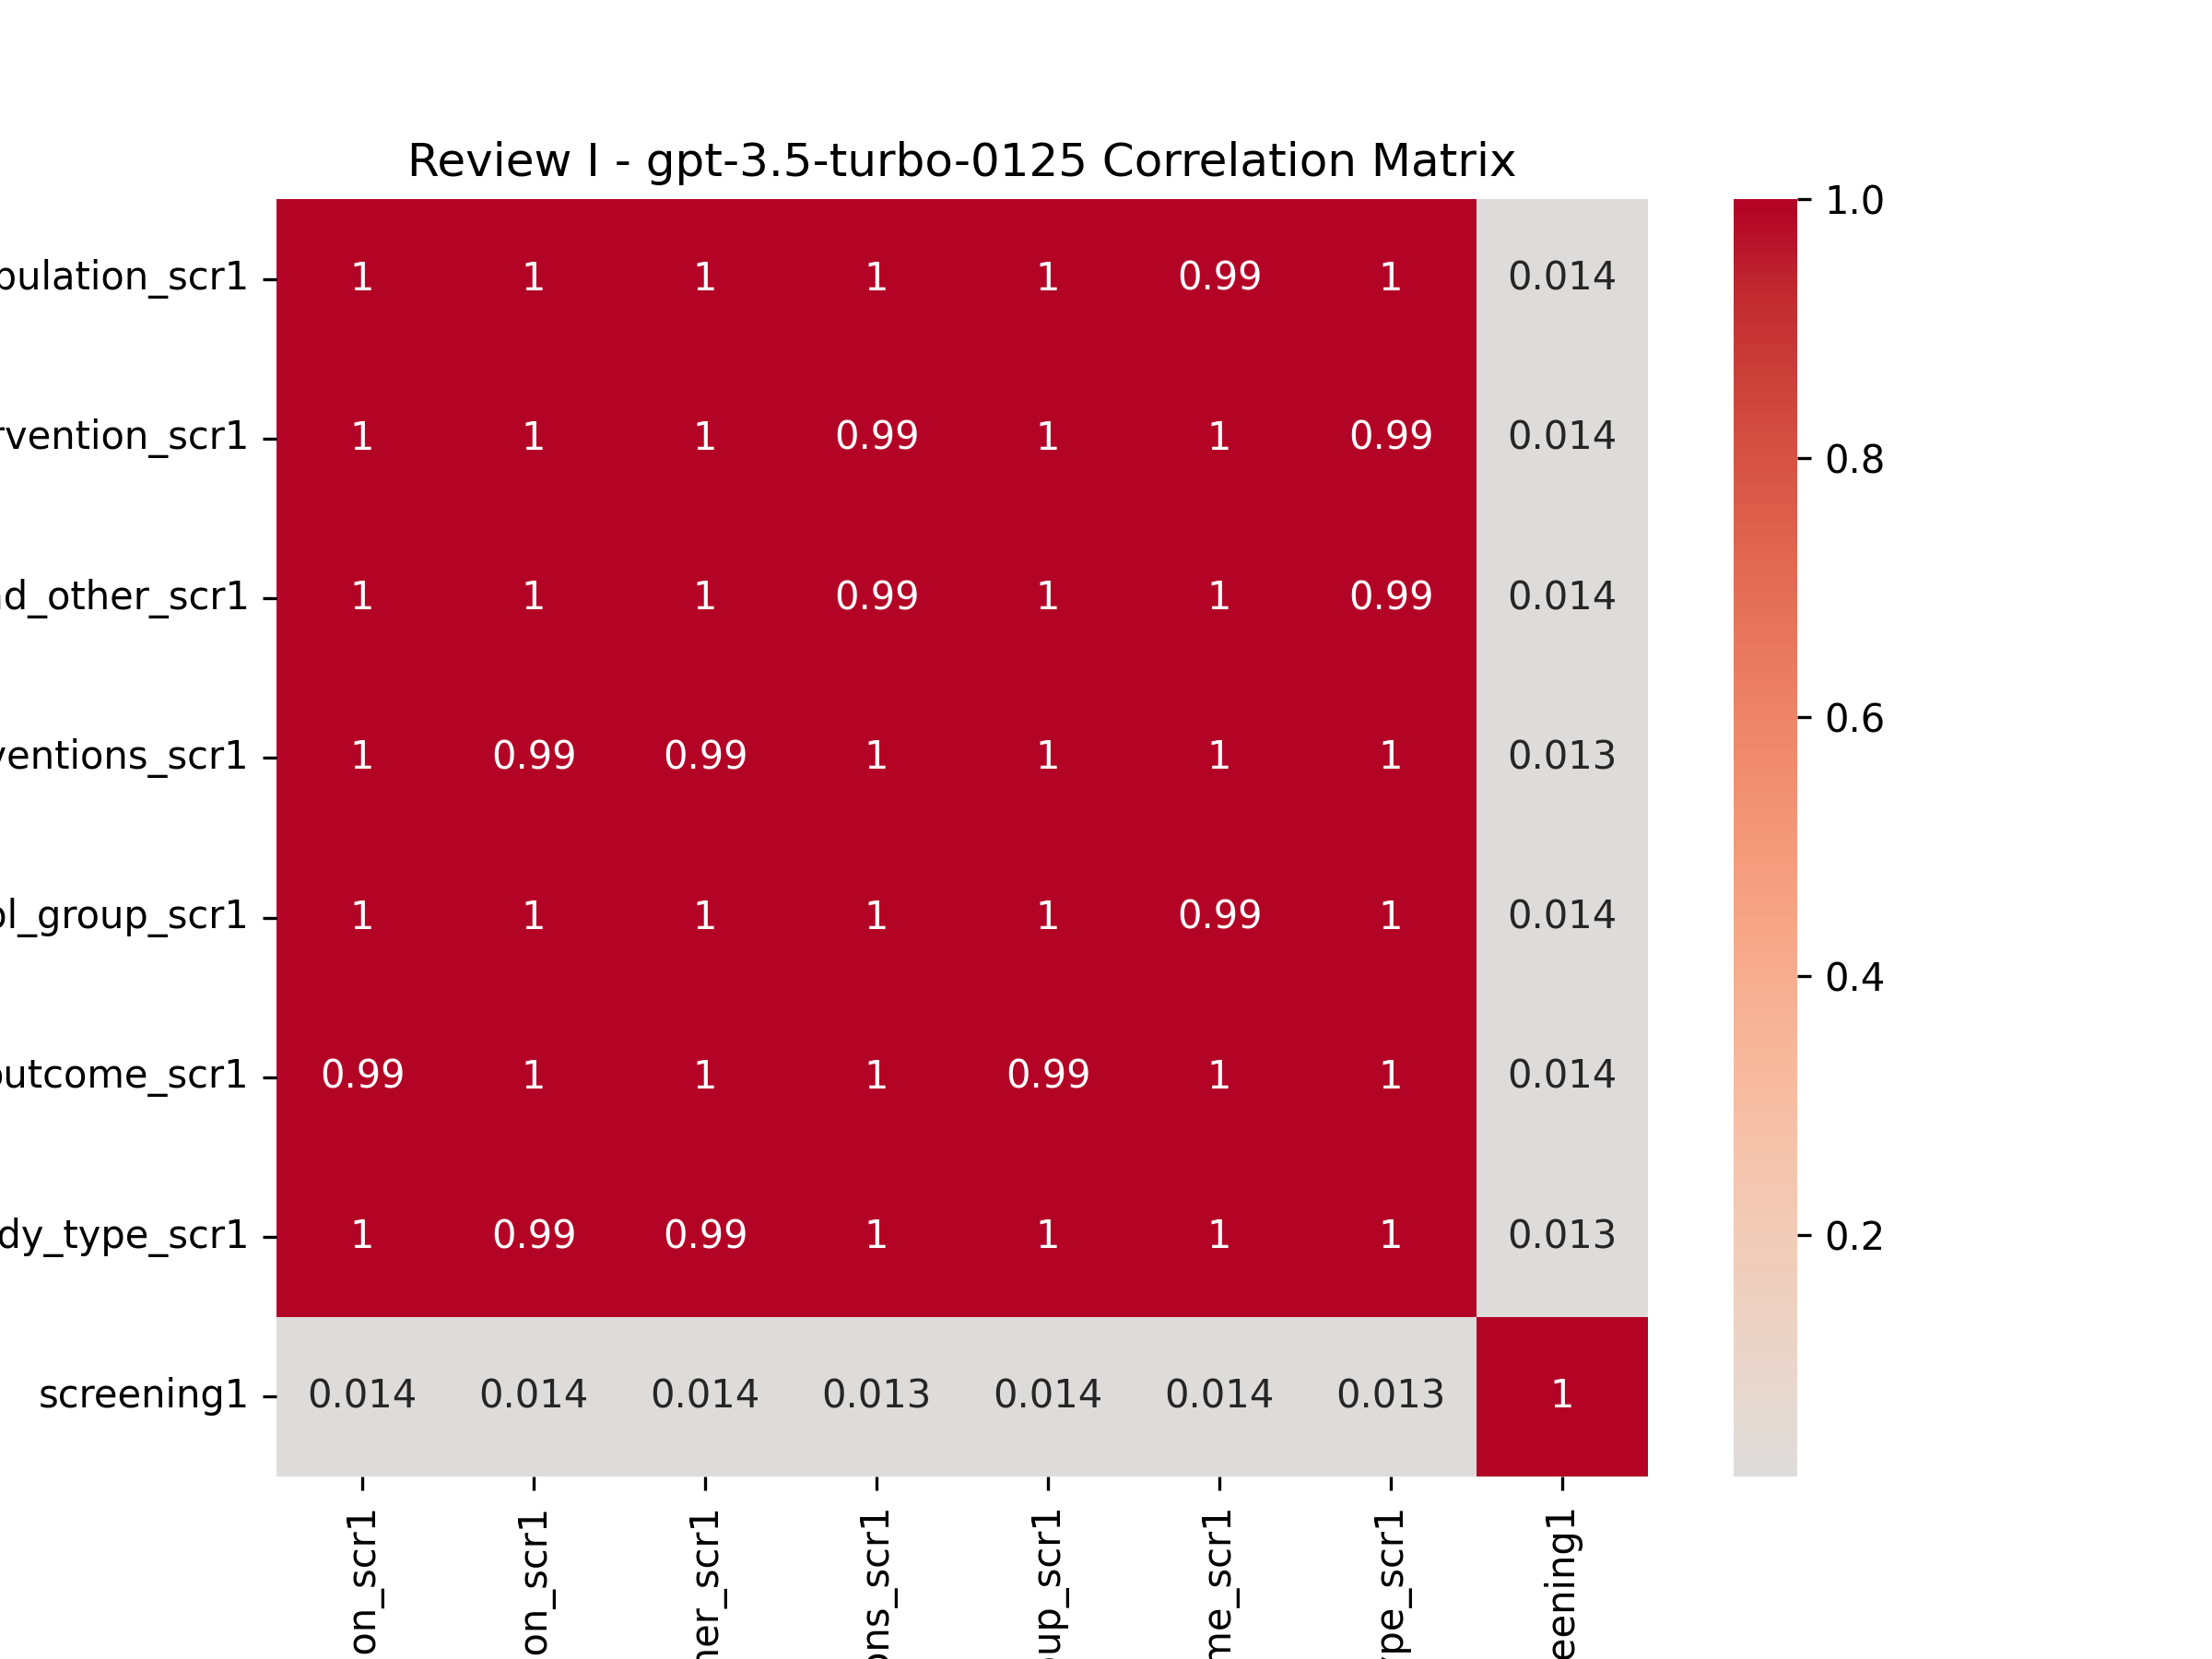 Review I - gpt-3.5-turbo-0125 Correlation Matrix
bulation_scr1 1 1 1 1 1 0.99 1 0.014
rvention_scr1 1 1 1 0.99 1 1 0.99 0.014
d_other_scr1 1 1 1 0.99 1 1 0.99 0.014
ventions_scr1 1 0.99 0.99 1 1 1 1 0.013
ol_group_scr1 1 1 1 1 1 0.99 1 0.014
outcome_scr1 0.99 1 1 1 0.99 1 1 0.014
dy_type_scr1 1 0.99 0.99 1 1 1 1 0.013
screening1 0.014 0.014 0.014 0.013 0.014 0.014 0.013 1
on_scr1
on_scr1
ner_scr1
ons_scr1
oup_scr1
me_scr1
ype_scr1
eening1
1.0
0.8
0.6
0.4
0.2